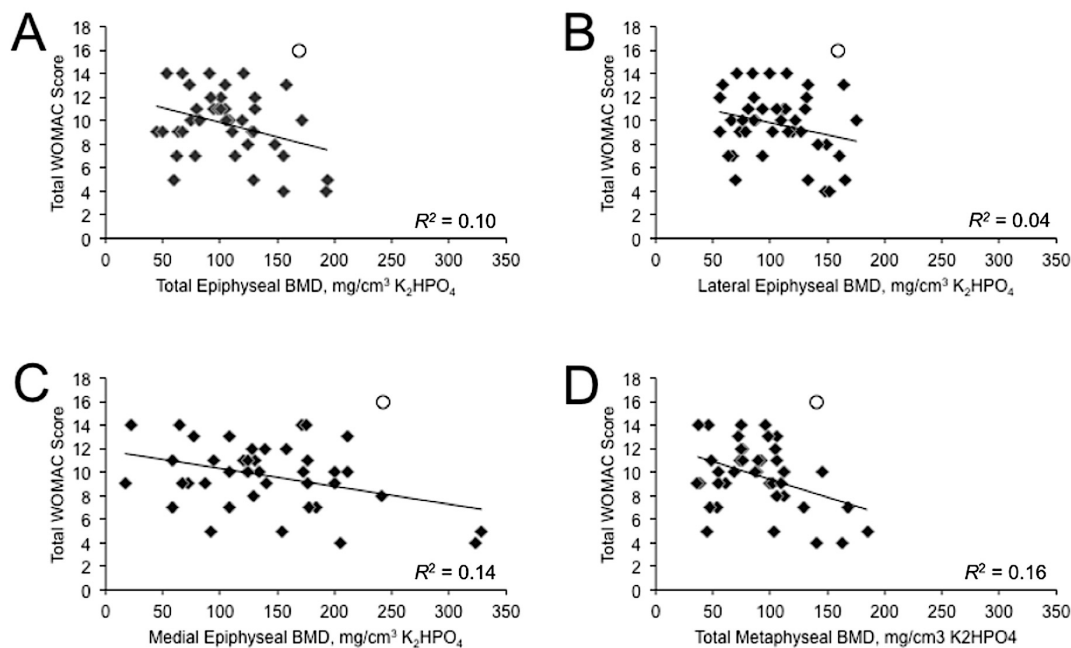 A
18
16
14
12
10
8
6
4
2
0
Total WOMAC Score
R² = 0.10
0 50 100 150 200 250 300 350
Total Epiphyseal BMD, mg/cm³ K₂HPO₄
B
18
16
14
12
10
8
6
4
2
0
Total WOMAC Score
R² = 0.04
0 50 100 150 200 250 300 350
Lateral Epiphyseal BMD, mg/cm³ K₂HPO₄
C
18
16
14
12
10
8
6
4
2
0
Total WOMAC Score
R² = 0.14
0 50 100 150 200 250 300 350
Medial Epiphyseal BMD, mg/cm³ K₂HPO₄
D
18
16
14
12
10
8
6
4
2
0
Total WOMAC Score
R² = 0.16
0 50 100 150 200 250 300 350
Total Metaphyseal BMD, mg/cm3 K2HPO4